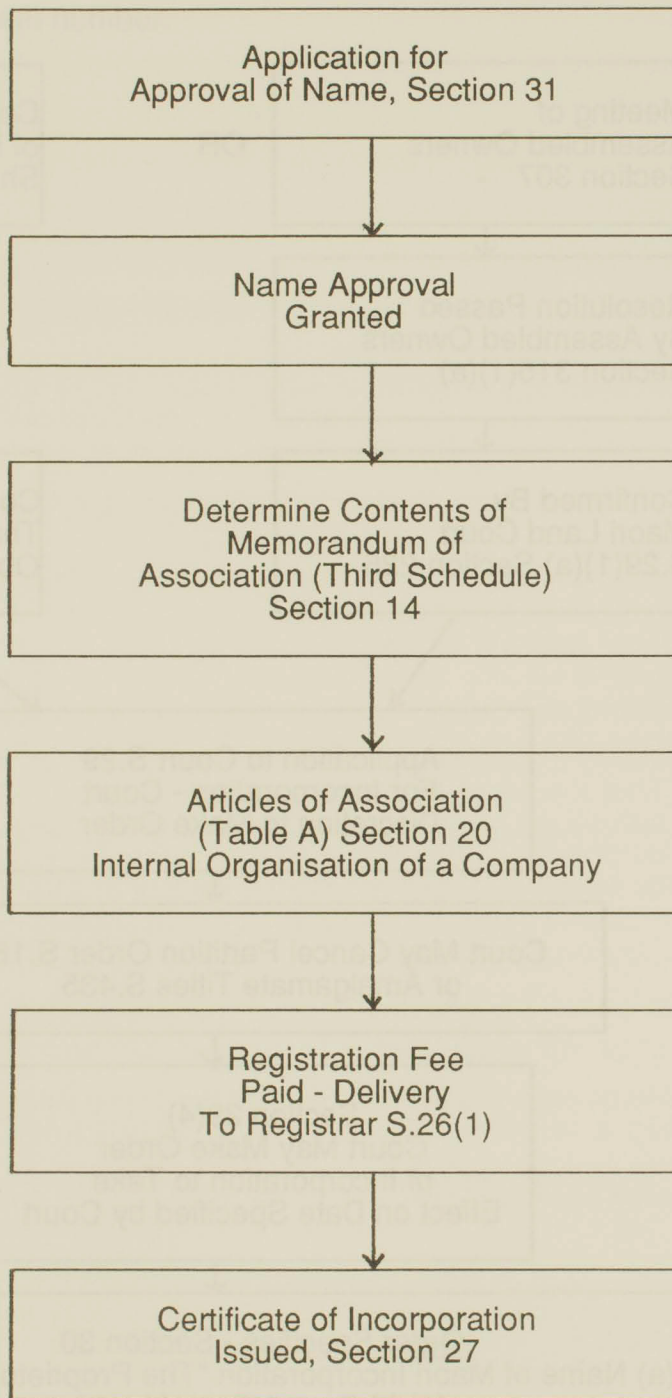 Application for
Approval of Name, Section 31
Name Approval
Granted
Determine Contents of
Memorandum of
Association (Third Schedule)
Section 14
Articles of Association
(Table A) Section 20
Internal Organisation of a Company
Registration Fee
Paid - Delivery
To Registrar S.26(1)
Certificate of Incorporation
Issued, Section 27